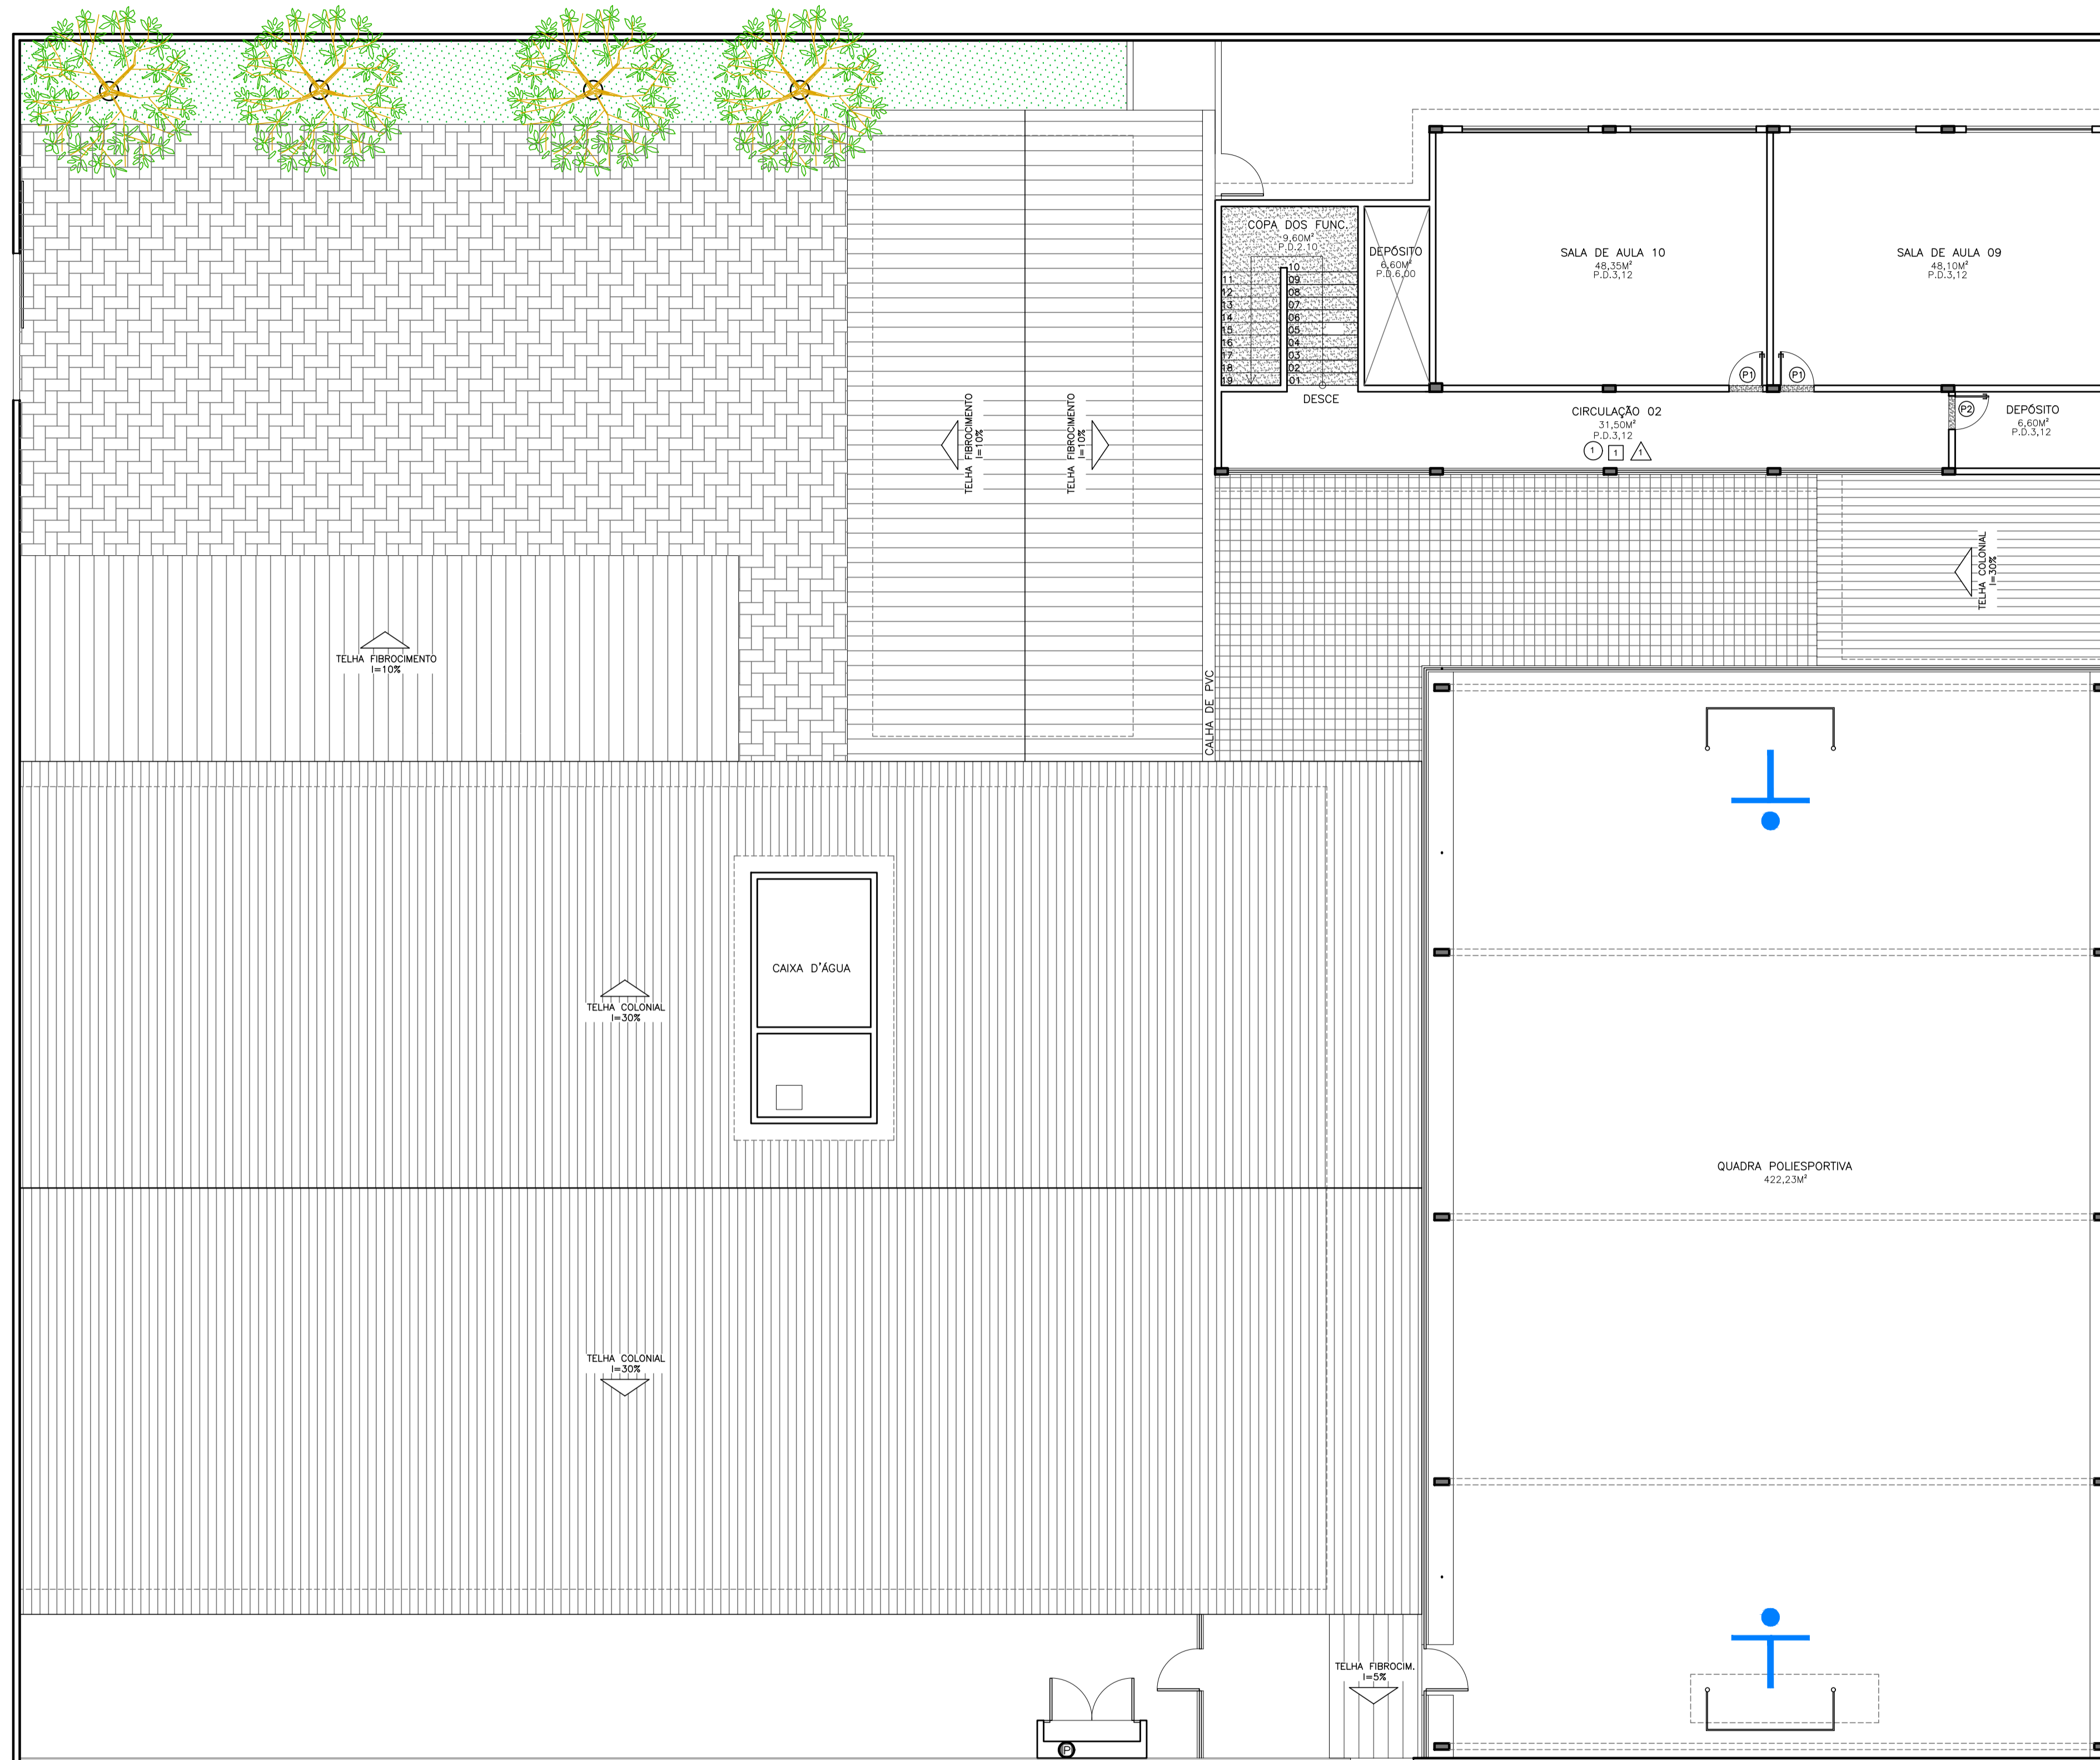 COPA DOS FUNC.
9,60M²
P.D.2.10
DEPÓSITO
6,60M²
P.D.6,00
SALA DE AULA 10
48,35M²
P.D.3,12
SALA DE AULA 09
48,10M²
P.D.3,12
10
11
09
12
08
13
07
14
06
15
05
16
04
17
03
18
02
19
01
DESCE
P1
P1
P2
CIRCULAÇÃO 02
31,50M²
P.D.3,12
1
1
1
DEPÓSITO
6,60M²
P.D.3,12
TELHA FIBROCIMENTO
I=10%
TELHA FIBROCIMENTO
I=10%
TELHA COLONIAL
I=30%
TELHA FIBROCIMENTO
I=10%
CALHA DE PVC
CAIXA D'ÁGUA
TELHA COLONIAL
I=30%
QUADRA POLIESPORTIVA
422,23M²
TELHA COLONIAL
I=30%
TELHA FIBROCIM.
I=5%
P